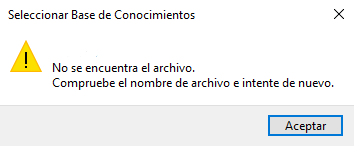 Seleccionar Base de Conocimientos
No se encuentra el archivo.
Compruebe el nombre de archivo e intente de nuevo.
Aceptar